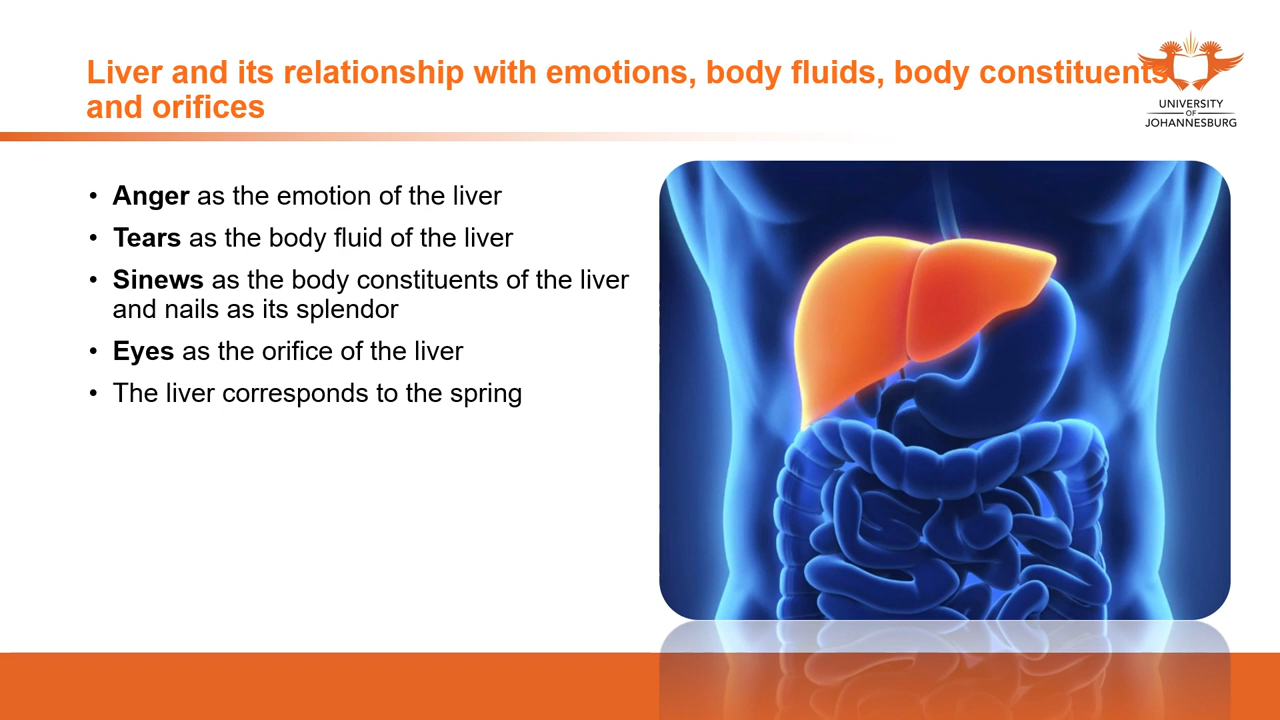 Liver and its relationship with emotions, body fluids, body constituents
and orifices
UNIVERSITY
OF
JOHANNESBURG
• Anger as the emotion of the liver
• Tears as the body fluid of the liver
• Sinews as the body constituents of the liver
and nails as its splendor
• Eyes as the orifice of the liver
• The liver corresponds to the spring